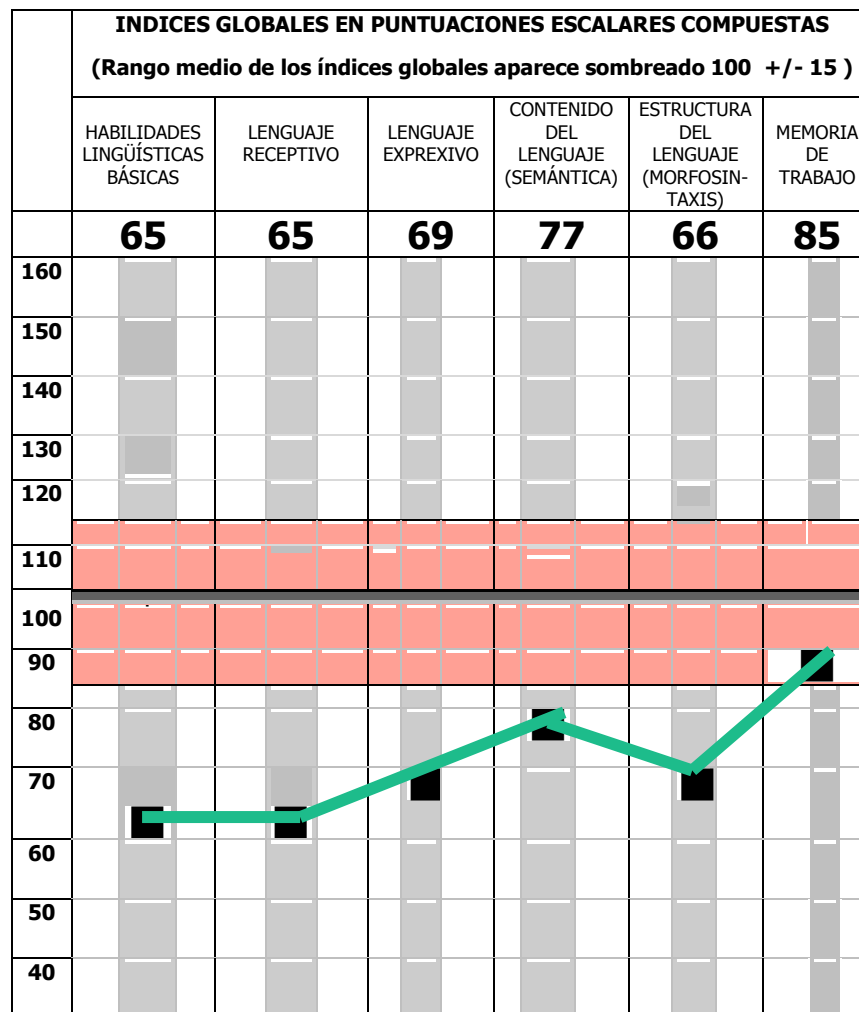 INDICES GLOBALES EN PUNTUACIONES ESCALARES COMPUESTAS
(Rango medio de los índices globales aparece sombreado 100 +/- 15 )
HABILIDADES
LINGÜÍSTICAS
BÁSICAS
LENGUAJE
RECEPTIVO
LENGUAJE
EXPREXIVO
CONTENIDO
DEL
LENGUAJE
(SEMÁNTICA)
ESTRUCTURA
DEL
LENGUAJE
(MORFOSIN-
TAXIS)
MEMORIA
DE
TRABAJO
65 65 69 77 66 85
160
150
140
130
120
110
100
90
80
70
60
50
40